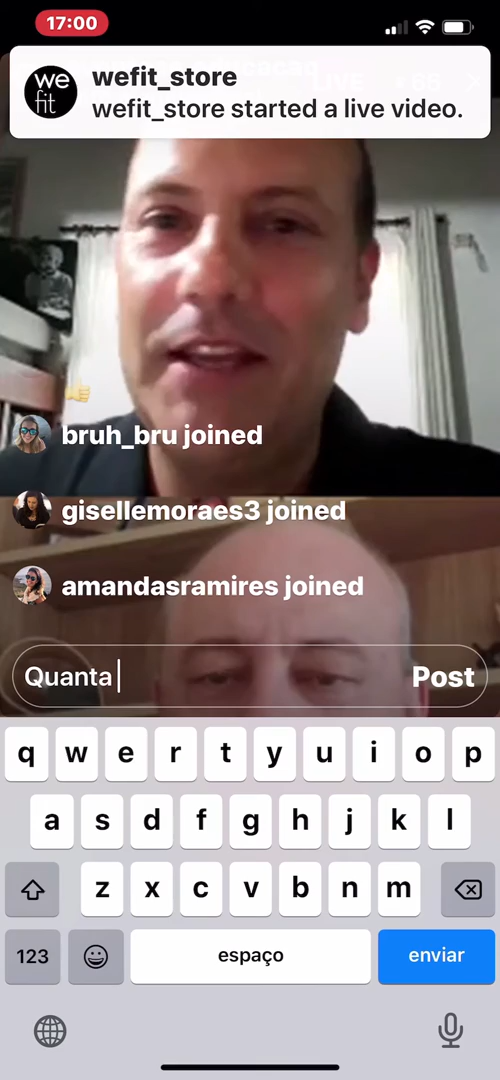 17:00
we
fit
wefit_store
wefit_store started a live video.
bruh_bru joined
gisellemoraes3 joined
amandasramires joined
Quanta
Post
q w e r t y u i o p
a s d f g h j k l
z x c v b n m
123
espaço
enviar